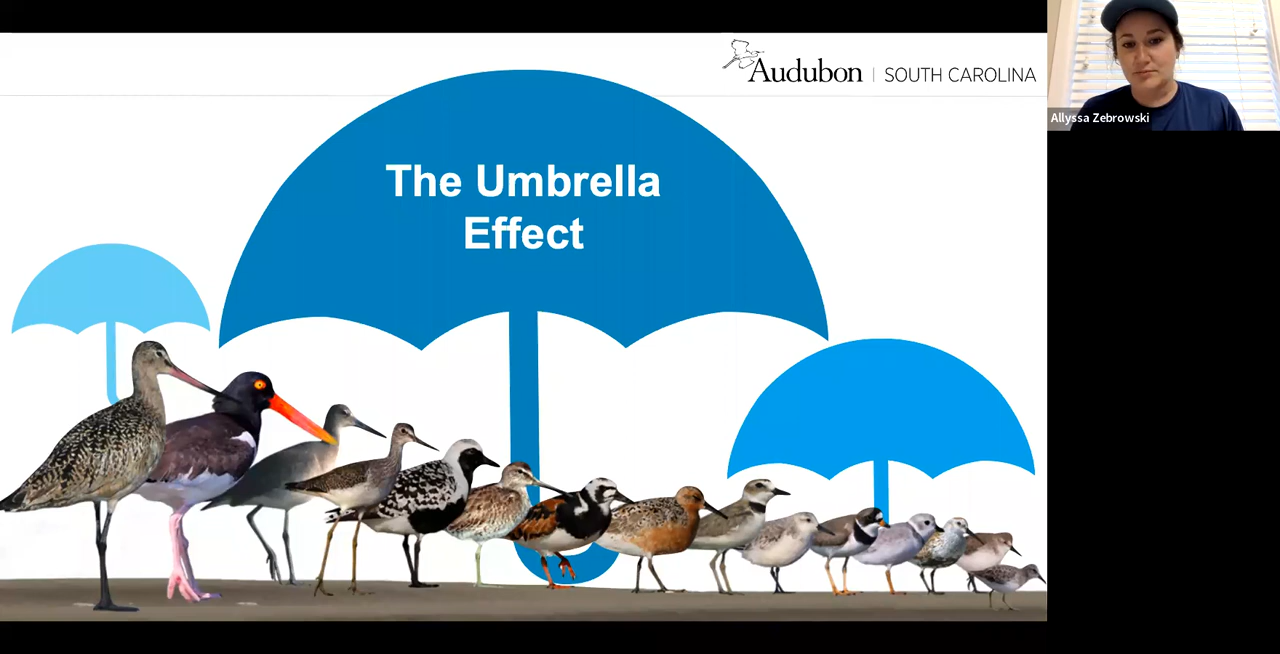 Audubon | SOUTH CAROLINA
Allyssa Zebrowski
The Umbrella
Effect